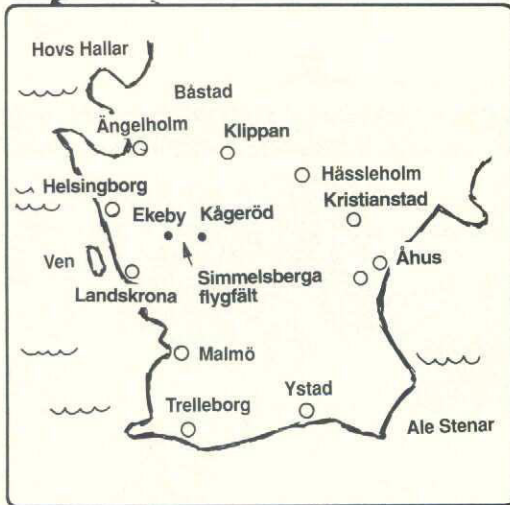 Hovs Hallar
Båstad
Ängelholm
Klippan
Hässleholm
Helsingborg
Kristianstad
Ekeby
Kågeröd
Ven
Åhus
Simmelsberga
flygfält
Landskrona
Malmö
Ystad
Trelleborg
Ale Stenar